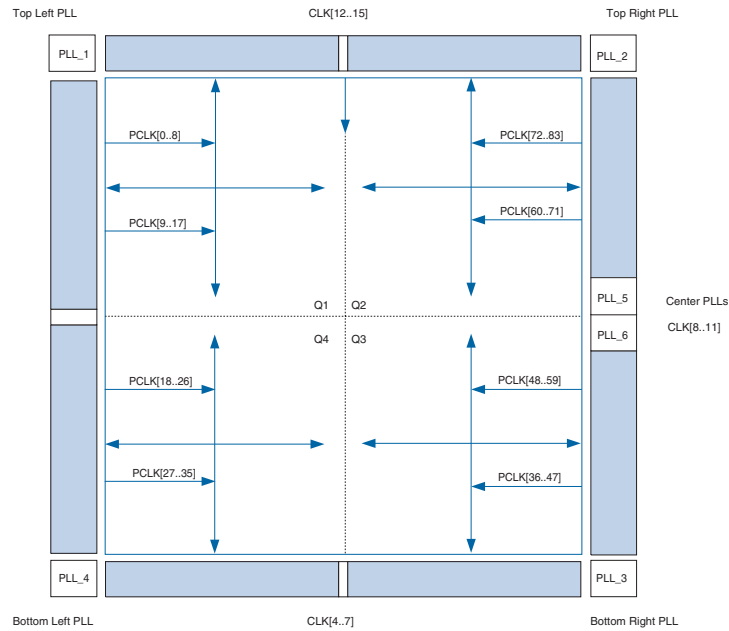 Top Left PLL
CLK[12..15]
Top Right PLL
PLL_1
PLL_2
PCLK[0..8]
PCLK[72..83]
PCLK[9..17]
PCLK[60..71]
PLL_5
Q1
Q2
Center PLLs
CLK[8..11]
PLL_6
Q4
Q3
PCLK[18..26]
PCLK[48..59]
PCLK[27..35]
PCLK[36..47]
PLL_4
PLL_3
Bottom Left PLL
CLK[4..7]
Bottom Right PLL